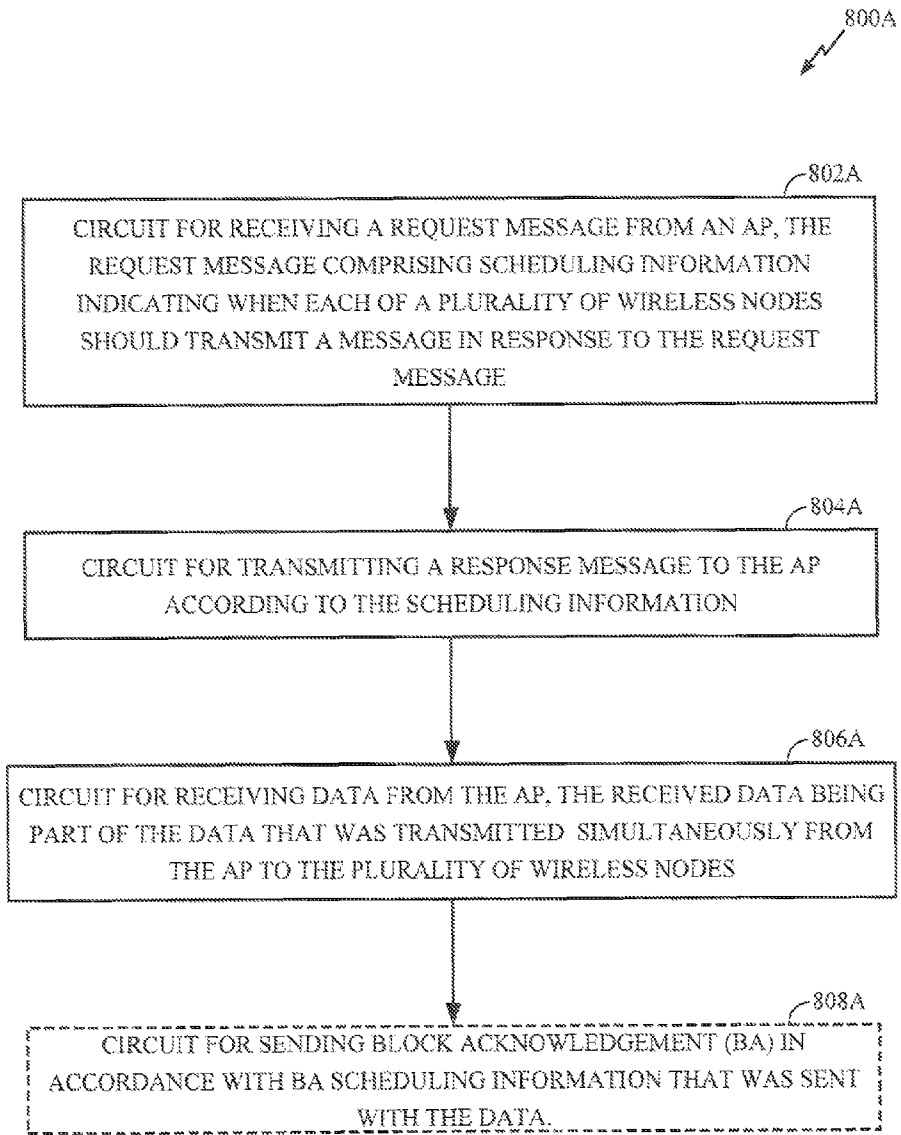 800A
802A
CIRCUIT FOR RECEIVING A REQUEST MESSAGE FROM AN AP, THE
REQUEST MESSAGE COMPRISING SCHEDULING INFORMATION
INDICATING WHEN EACH OF A PLURALITY OF WIRELESS NODES
SHOULD TRANSMIT A MESSAGE IN RESPONSE TO THE REQUEST
MESSAGE
804A
CIRCUIT FOR TRANSMITTING A RESPONSE MESSAGE TO THE AP
ACCORDING TO THE SCHEDULING INFORMATION
806A
CIRCUIT FOR RECEIVING DATA FROM THE AP, THE RECEIVED DATA BEING
PART OF THE DATA THAT WAS TRANSMITTED SIMULTANEOUSLY FROM
THE AP TO THE PLURALITY OF WIRELESS NODES
808A
CIRCUIT FOR SENDING BLOCK ACKNOWLEDGEMENT (BA) IN
ACCORDANCE WITH BA SCHEDULING INFORMATION THAT WAS SENT
WITH THE DATA.